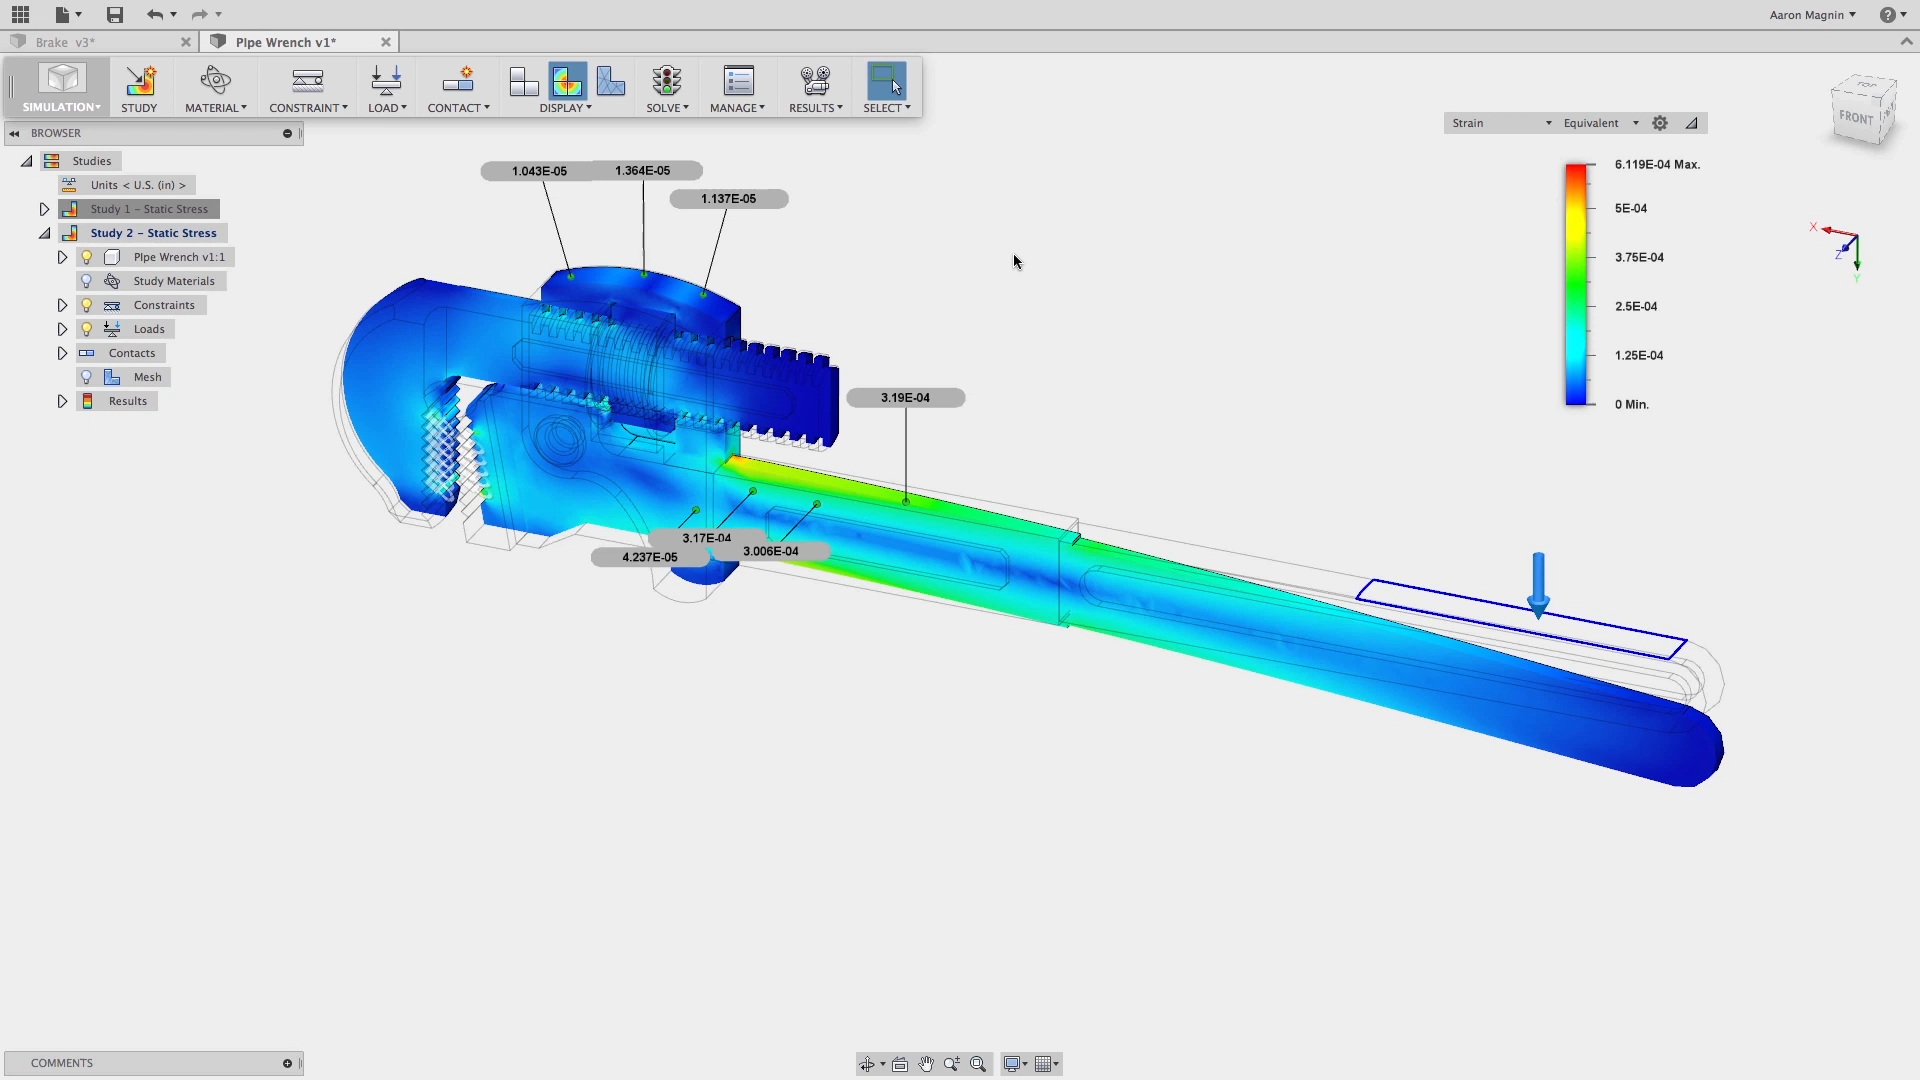 Aaron Magnin
?
Brake v3*
PIpe Wrench v1*
SIMULATION
STUDY
MATERIAL
CONSTRAINT
LOAD
CONTACT
DISPLAY
SOLVE
MANAGE
RESULTS
SELECT
BROWSER
Studies
Units < U.S. (in) >
Study 1 - Static Stress
Study 2 - Static Stress
PIpe Wrench v1:1
Study Materials
Constraints
Loads
Contacts
Mesh
Results
Strain
Equivalent
TOP
FRONT
6.119E-04 Max.
5E-04
3.75E-04
2.5E-04
1.25E-04
0 Min.
X
Z
Y
1.043E-05
1.364E-05
1.137E-05
3.19E-04
3.17E-04
3.006E-04
4.237E-05
COMMENTS